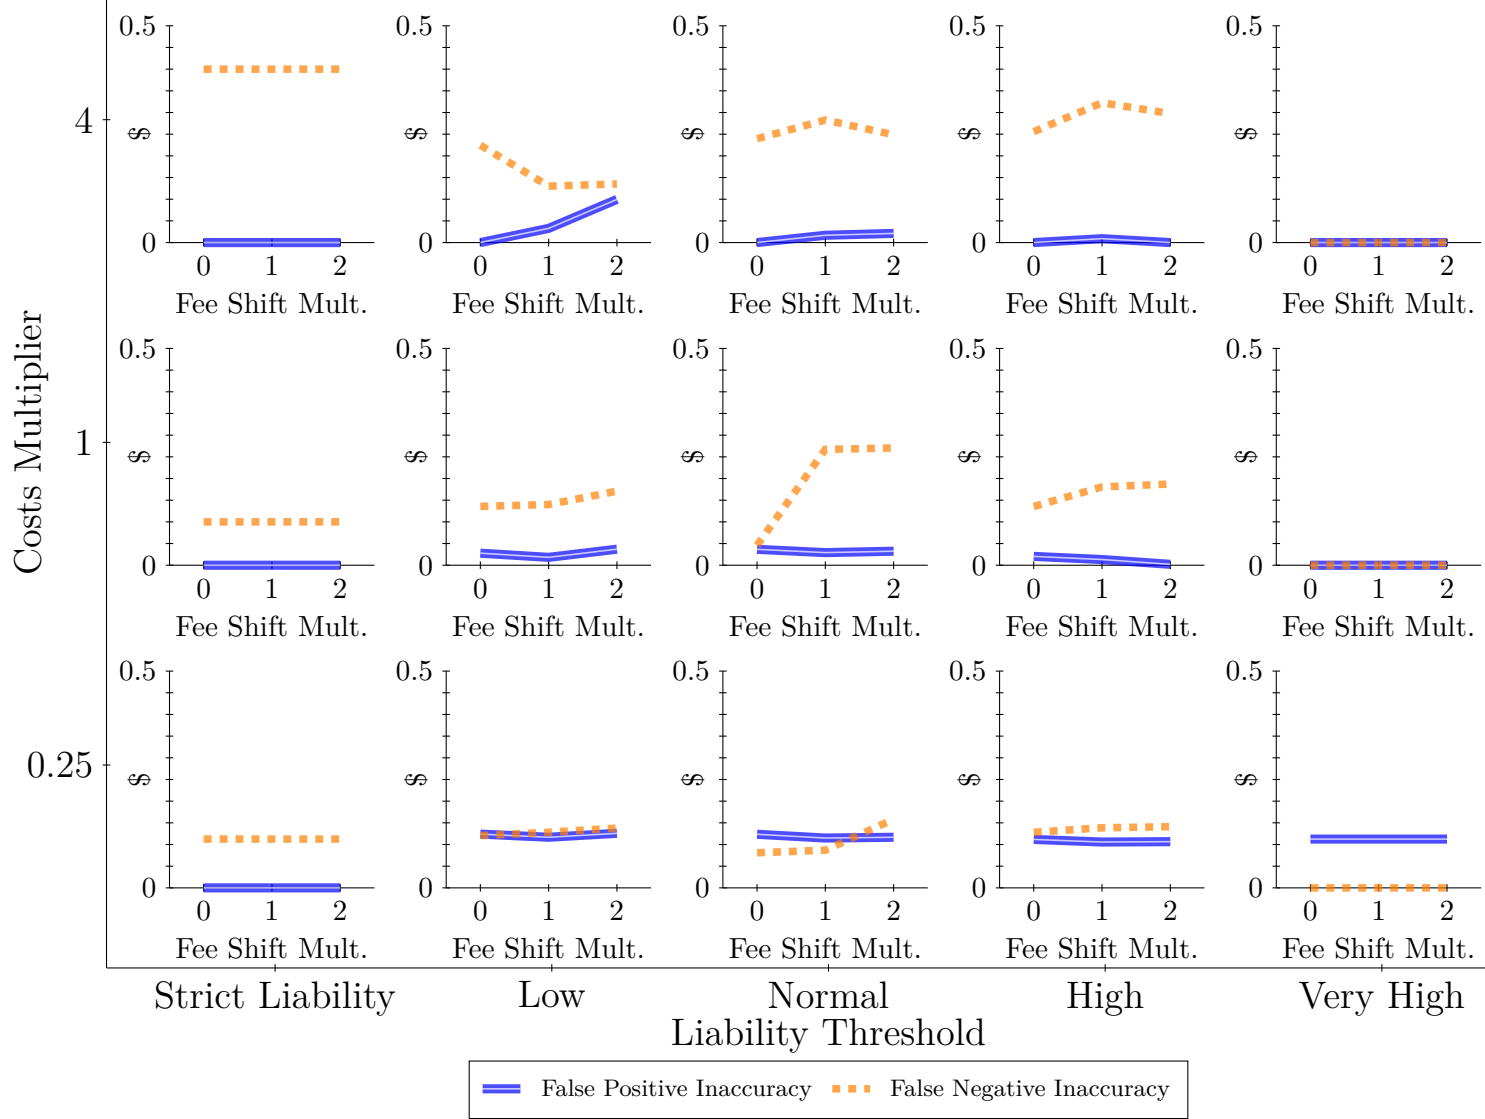 0.5 0.5 0.5 0.5 0.5
4 $ $ $ $ $
0 0 0 0 0
0 1 2 0 1 2 0 1 2 0 1 2 0 1 2
Fee Shift Mult. Fee Shift Mult. Fee Shift Mult. Fee Shift Mult. Fee Shift Mult.
Costs Multiplier
0.5 0.5 0.5 0.5 0.5
1 $ $ $ $ $
0 0 0 0 0
0 1 2 0 1 2 0 1 2 0 1 2 0 1 2
Fee Shift Mult. Fee Shift Mult. Fee Shift Mult. Fee Shift Mult. Fee Shift Mult.
0.5 0.5 0.5 0.5 0.5
0.25 $ $ $ $ $
0 0 0 0 0
0 1 2 0 1 2 0 1 2 0 1 2 0 1 2
Fee Shift Mult. Fee Shift Mult. Fee Shift Mult. Fee Shift Mult. Fee Shift Mult.
Strict Liability Low Normal High Very High
Liability Threshold
False Positive Inaccuracy False Negative Inaccuracy